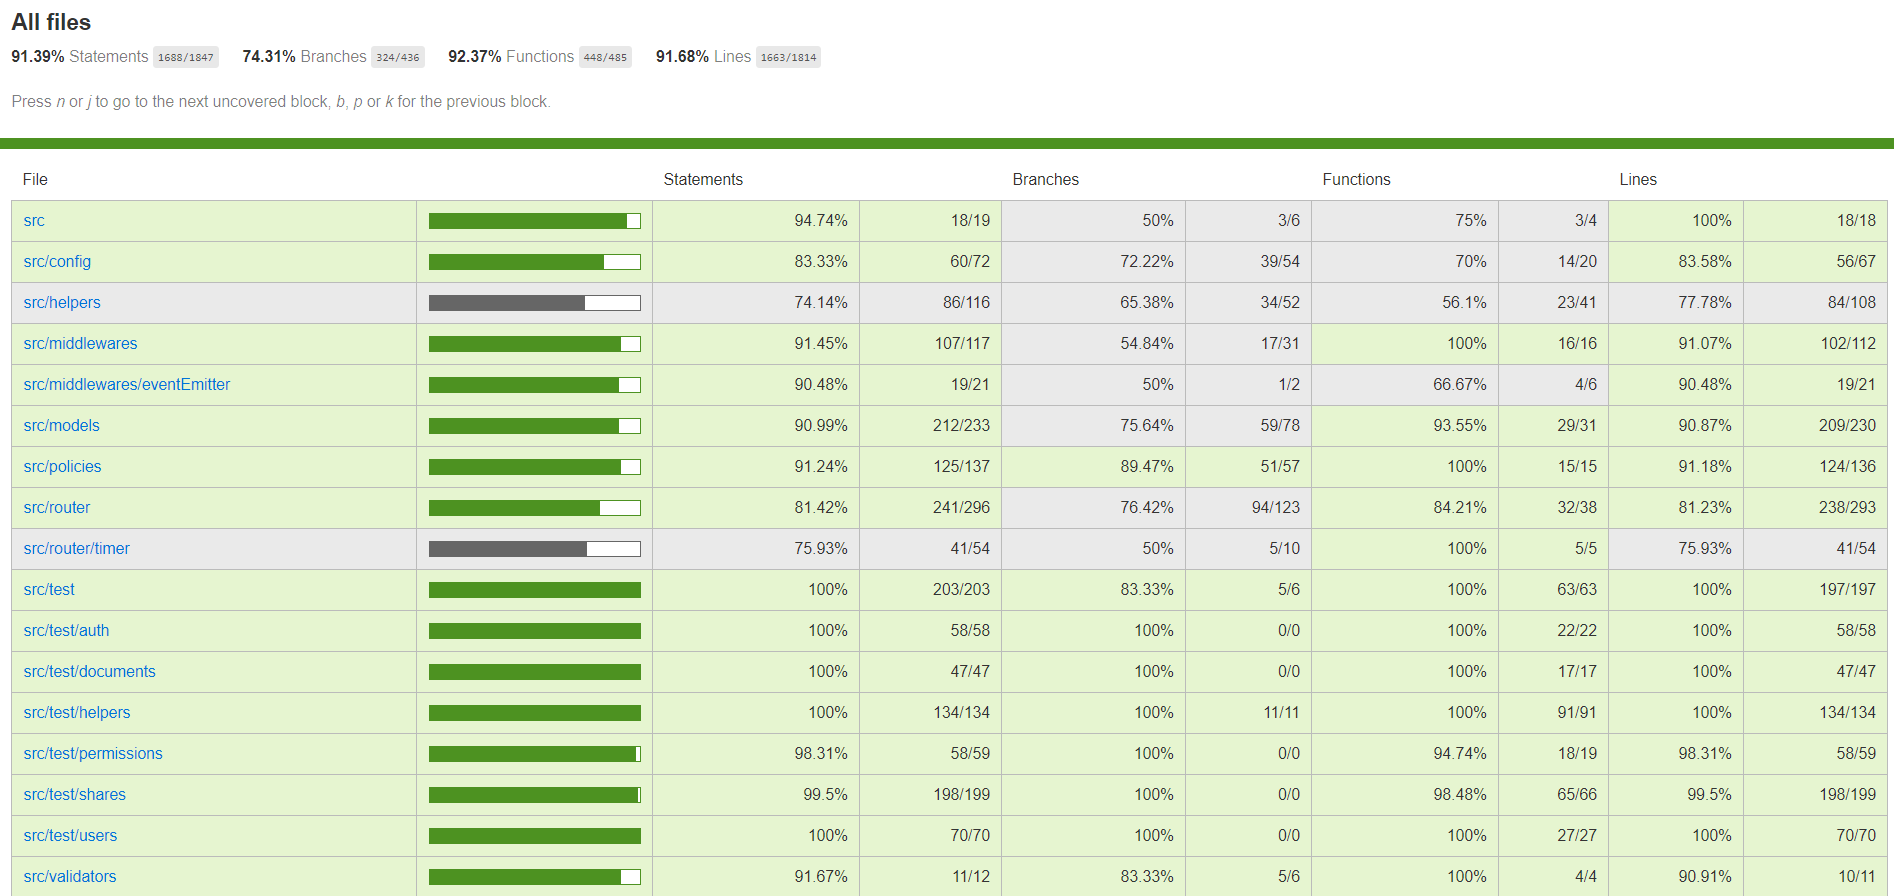 All files
91.39% Statements 1688/1847 74.31% Branches 324/436 92.37% Functions 448/485 91.68% Lines 1663/1814
Press n or j to go to the next uncovered block, b, p or k for the previous block.
File Statements Branches Functions Lines
src 94.74% 18/19 50% 3/6 75% 3/4 100% 18/18
src/config 83.33% 60/72 72.22% 39/54 70% 14/20 83.58% 56/67
src/helpers 74.14% 86/116 65.38% 34/52 56.1% 23/41 77.78% 84/108
src/middlewares 91.45% 107/117 54.84% 17/31 100% 16/16 91.07% 102/112
src/middlewares/eventEmitter 90.48% 19/21 50% 1/2 66.67% 4/6 90.48% 19/21
src/models 90.99% 212/233 75.64% 59/78 93.55% 29/31 90.87% 209/230
src/policies 91.24% 125/137 89.47% 51/57 100% 15/15 91.18% 124/136
src/router 81.42% 241/296 76.42% 94/123 84.21% 32/38 81.23% 238/293
src/router/timer 75.93% 41/54 50% 5/10 100% 5/5 75.93% 41/54
src/test 100% 203/203 83.33% 5/6 100% 63/63 100% 197/197
src/test/auth 100% 58/58 100% 0/0 100% 22/22 100% 58/58
src/test/documents 100% 47/47 100% 0/0 100% 17/17 100% 47/47
src/test/helpers 100% 134/134 100% 11/11 100% 91/91 100% 134/134
src/test/permissions 98.31% 58/59 100% 0/0 94.74% 18/19 98.31% 58/59
src/test/shares 99.5% 198/199 100% 0/0 98.48% 65/66 99.5% 198/199
src/test/users 100% 70/70 100% 0/0 100% 27/27 100% 70/70
src/validators 91.67% 11/12 83.33% 5/6 100% 4/4 90.91% 10/11